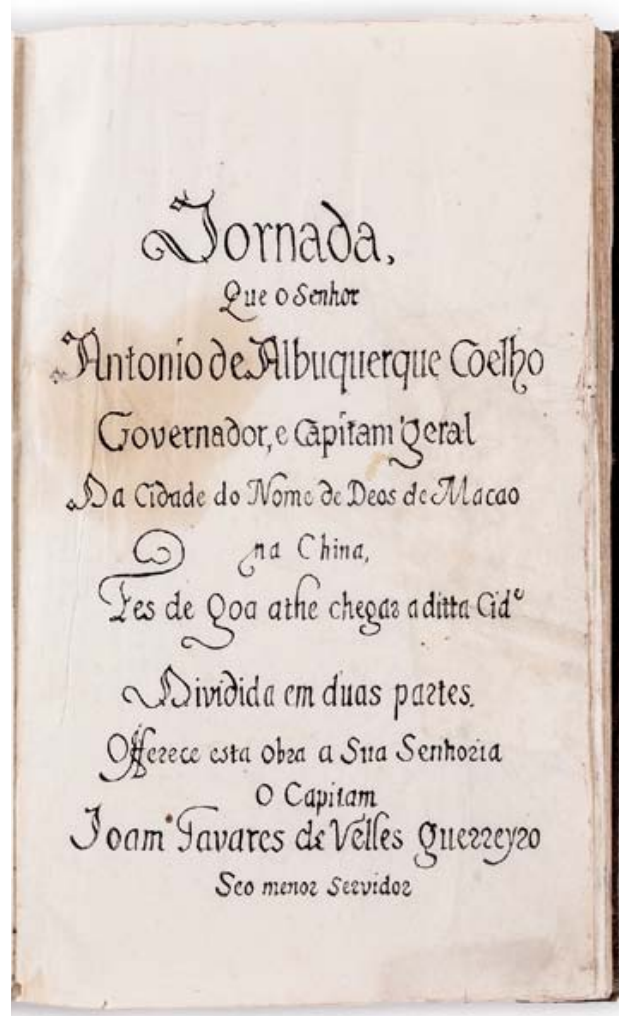 Jornada,
Que o Senhor
Antonio de Albuquerque Coelho
Governador, e Capitam geral
Da Cidade do Nome de Deos de Macao
na China,
Fes de Goa athe chegar a ditta Cid.e
Dividida em duas partes.
Offerece esta obra a Sua Senhoria
O Capitam
Joam Tavares de Velles Guerreyro
Seo menor Servidor